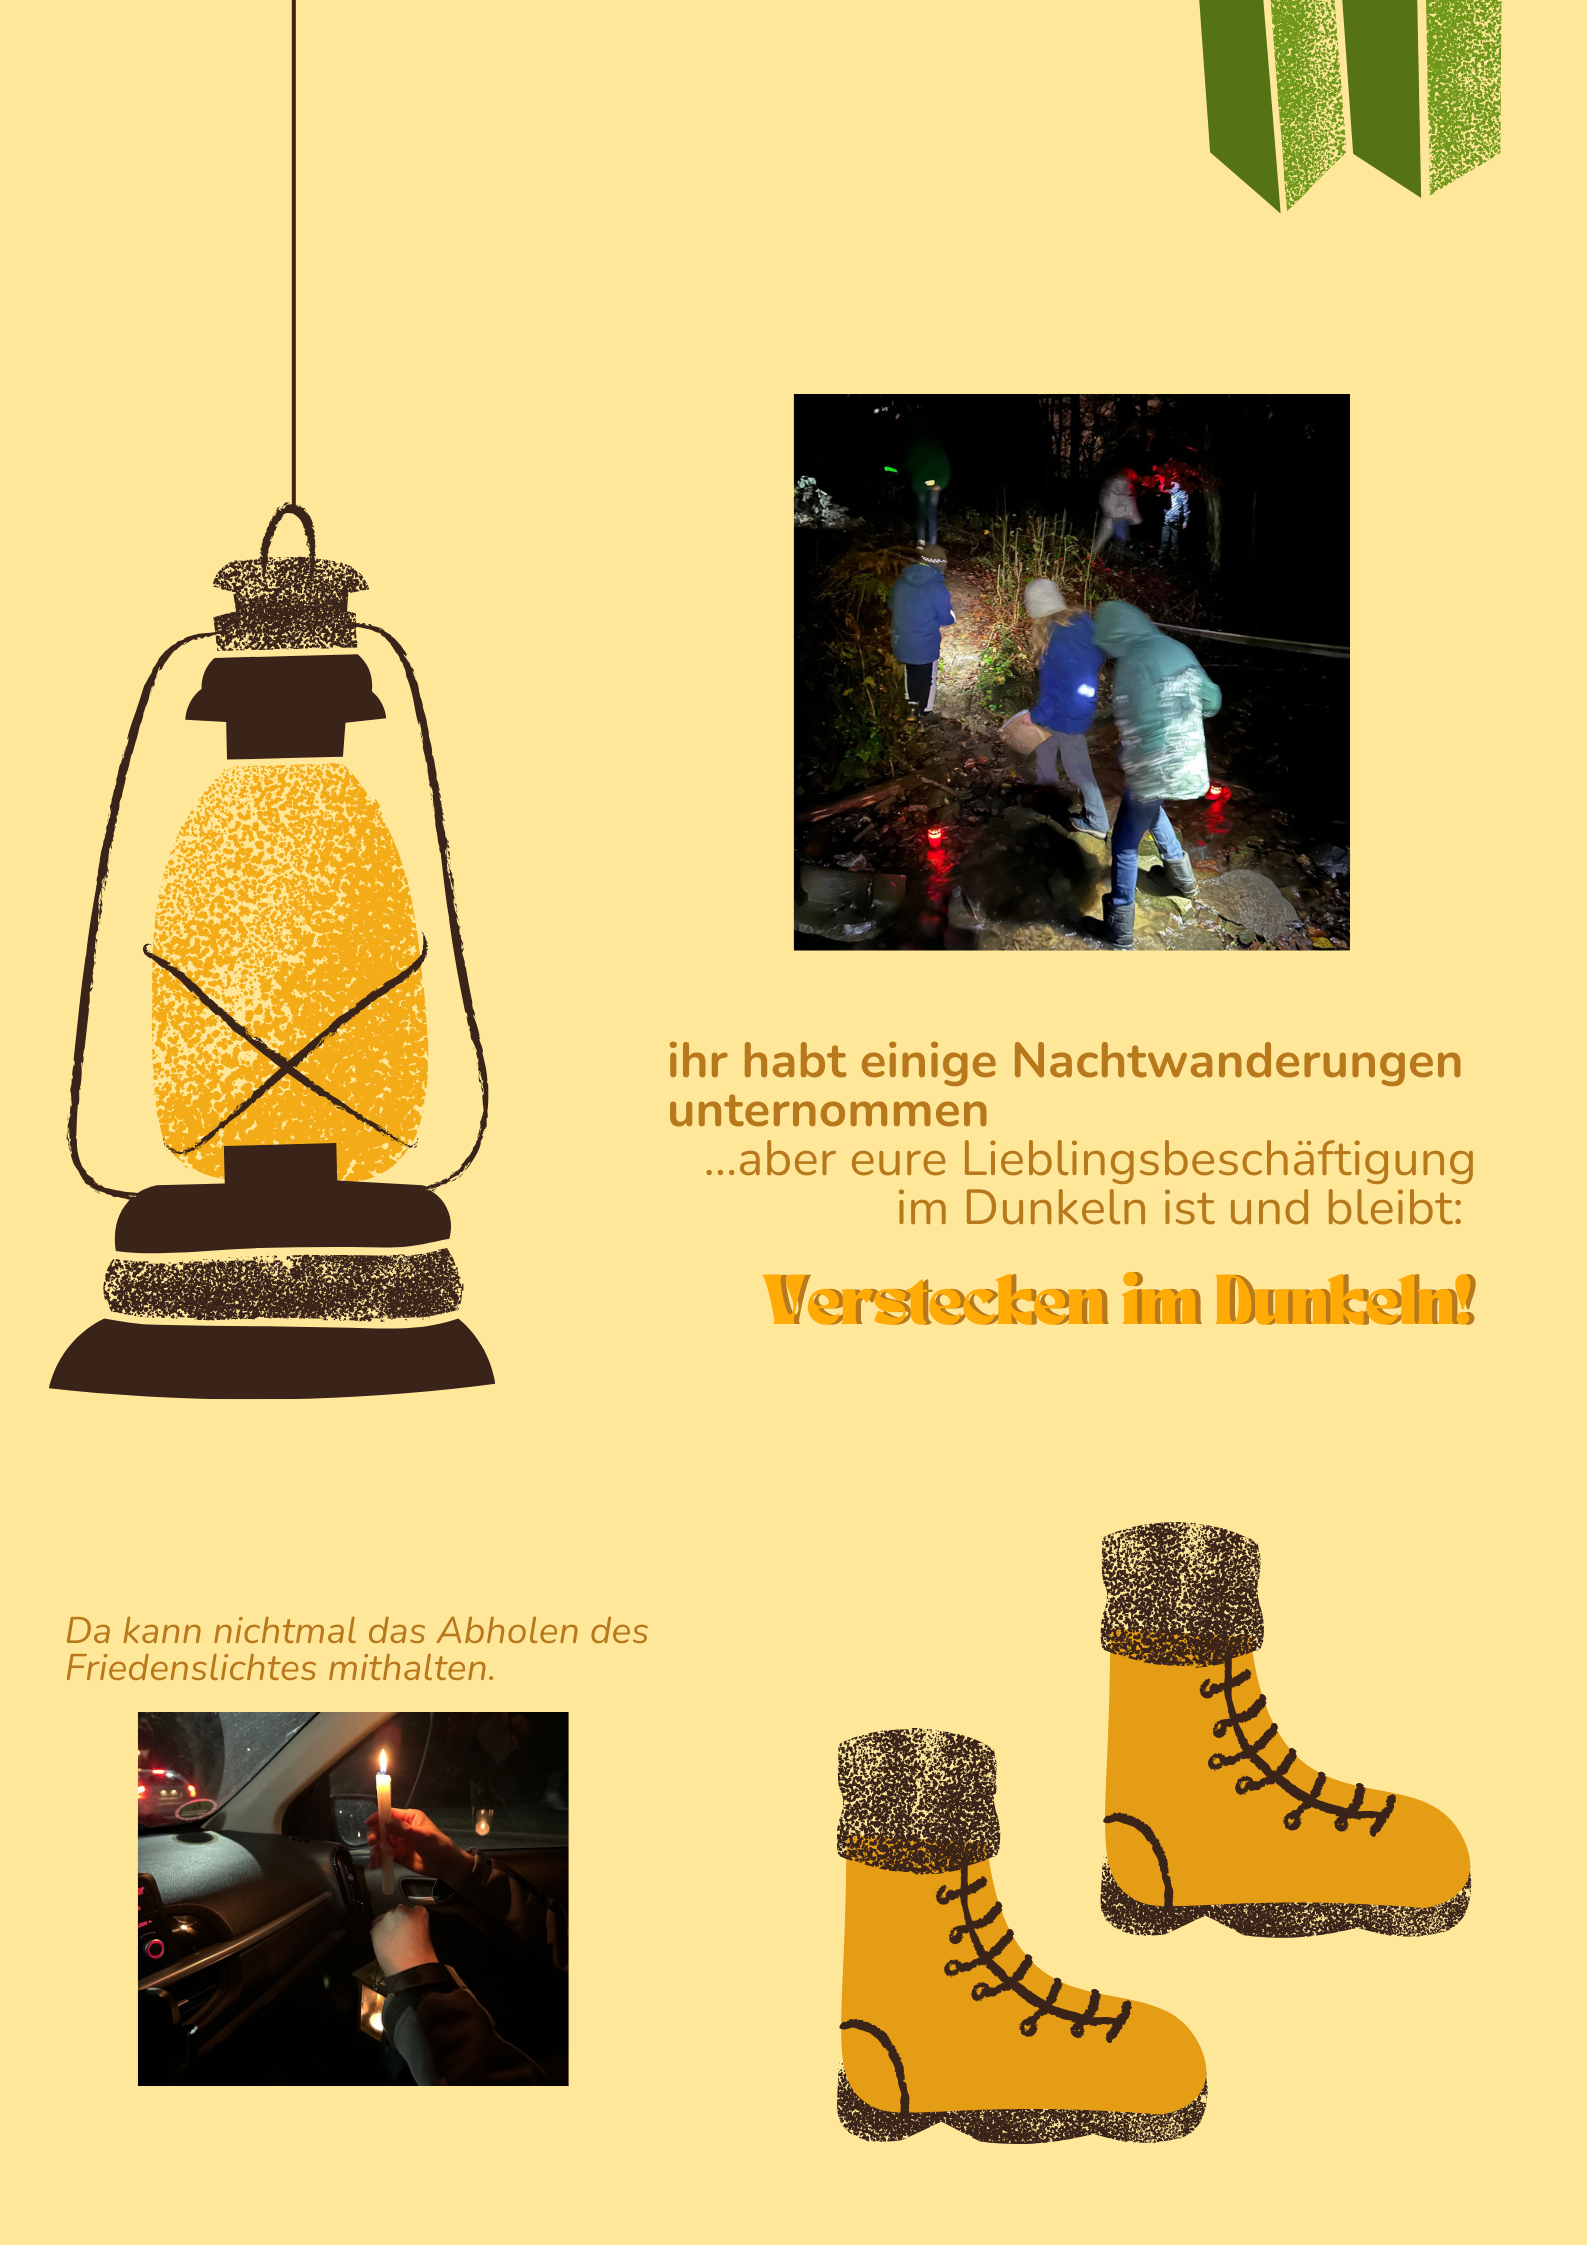 ihr habt einige Nachtwanderungen
unternommen
...aber eure Lieblingsbeschäftigung
im Dunkeln ist und bleibt:
Verstecken im Dunkeln!
Da kann nichtmal das Abholen des
Friedenslichtes mithalten.